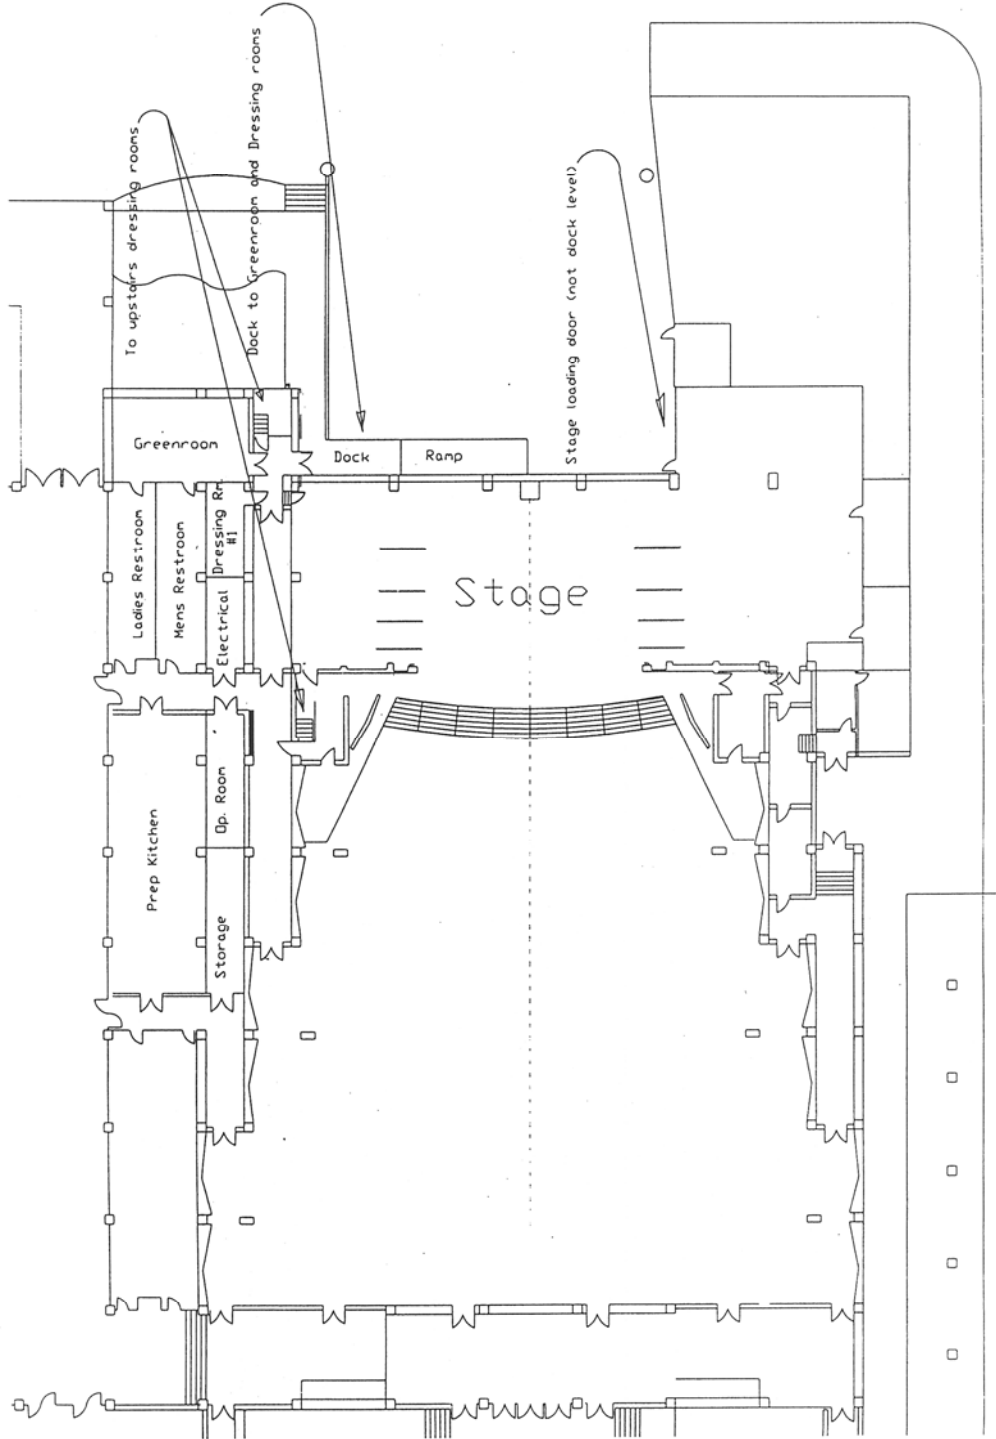 To upstairs dressing rooms
Dock to Greenroom and Dressing rooms
Stage loading door (not dock level)
Greenroom
Dock
Ramp
Ladies Restroom
Mens Restroom
Dressing Rm.
#1
Electrical
Stage
Prep Kitchen
Op. Room
Storage